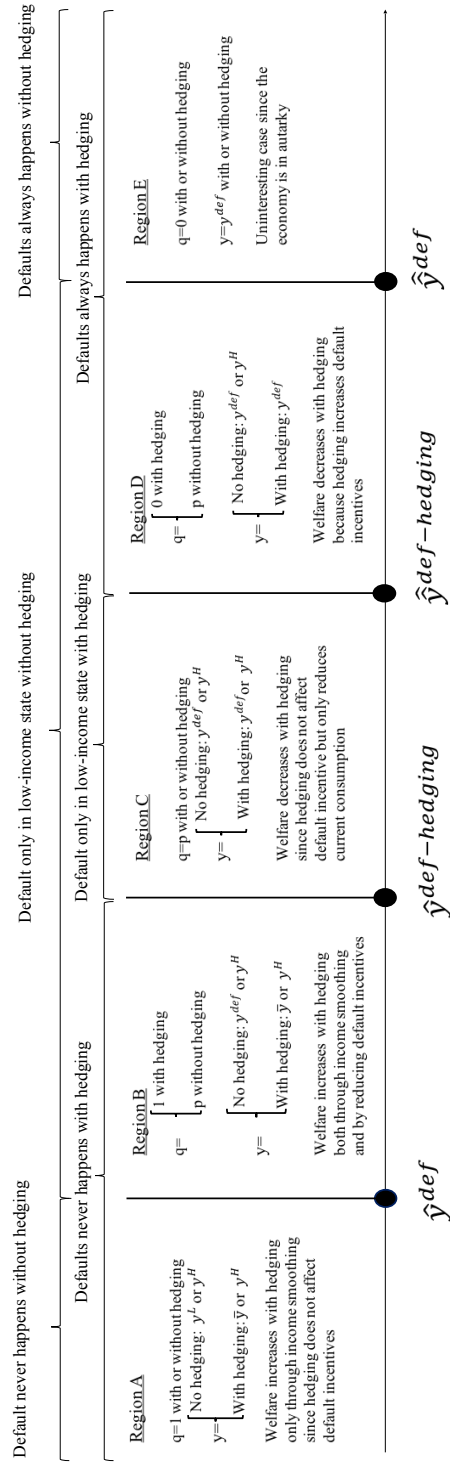 Default never happens without hedging
Default only in low-income state without hedging
Defaults always happens without hedging
Defaults never happens with hedging
Default only in low-income state with hedging
Defaults always happens with hedging
Region A
q=1 with or without hedging
No hedging: y^L or y^H
y=
With hedging: ȳ or y^H
Welfare increases with hedging
only through income smoothing
since hedging does not affect
default incentives
Region B
1 with hedging
q=
p without hedging
No hedging: y^def or y^H
y=
With hedging: ȳ or y^H
Welfare increases with hedging
both through income smoothing
and by reducing default incentives
Region C
q=p with or without hedging
No hedging: y^def or y^H
y=
With hedging: y^def or y^H
Welfare decreases with hedging
since hedging does not affect
default incentive but only reduces
current consumption
Region D
0 with hedging
q=
p without hedging
No hedging: y^def or y^H
y=
With hedging: y^def
Welfare decreases with hedging
because hedging increases default
incentives
Region E
q=0 with or without hedging
y=y^def with or without hedging
Uninteresting case since the
economy is in autarky
ŷ^def
ŷ^def−hedging
ŷ^def−hedging
ŷ^def